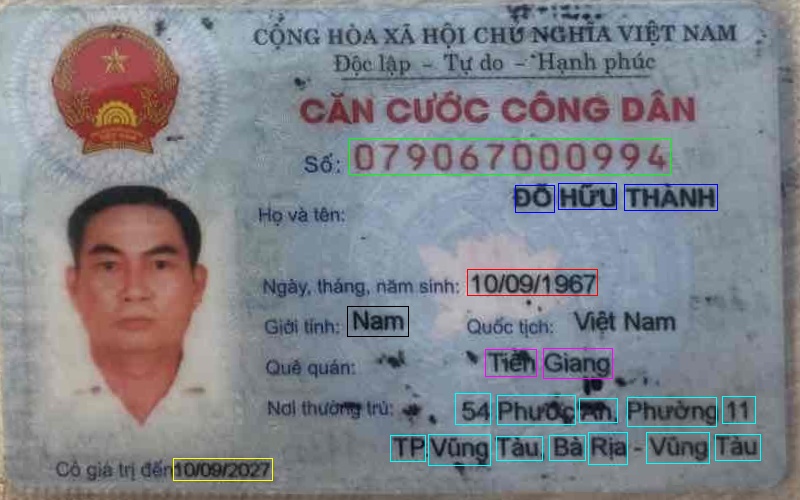 CỘNG HÒA XÃ HỘI CHỦ NGHĨA VIỆT NAM
Độc lập - Tự do - Hạnh phúc
CĂN CƯỚC CÔNG DÂN
Số: 079067000994
ĐỖ HỮU THÀNH
Họ và tên:
Ngày, tháng, năm sinh: 10/09/1967
Giới tính: Nam Quốc tịch: Việt Nam
Quê quán: Tiền Giang
Nơi thường trú: 54 Phước An, Phường 11
TP.Vũng Tàu, Bà Rịa - Vũng Tàu
Có giá trị đến 10/09/2027